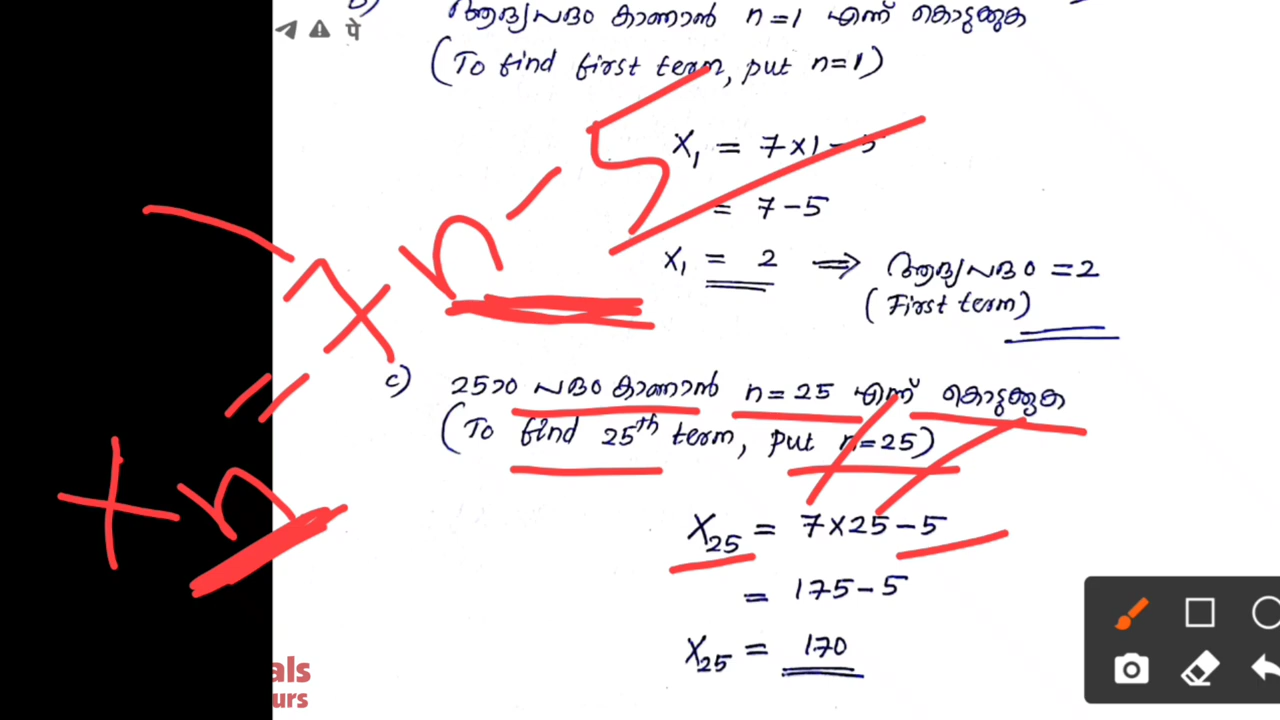 ആദ്യപദം കാണാൻ n=1 എന്ന് കൊടുക്കുക
पे
(To find first term, put n=1)
X₁ = 7×1-5
= 7-5
X₁ = 2 ⇒ ആദ്യപദം =2
(First term)
Xn = 7n-5
c) 25ാം പദം കാണാൻ n=25 എന്ന് കൊടുക്കുക
(To find 25th term, put n=25)
X₂₅ = 7×25-5
= 175-5
X₂₅ = 170
als
urs